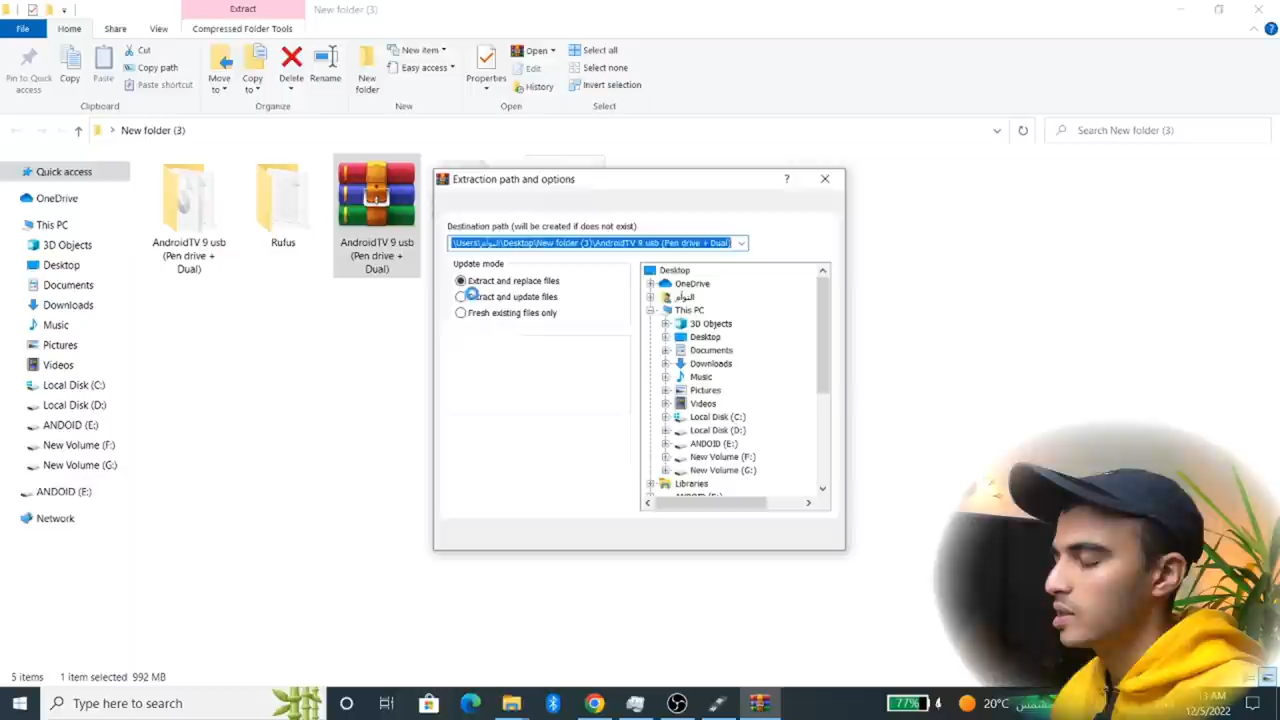 Extract
New folder (3)
File
Home
Share
View
Compressed Folder Tools
Pin to Quick
access
Copy
Paste
Cut
Copy path
Paste shortcut
Clipboard
Move
to
Copy
to
Delete
Rename
Organize
New
folder
New item
Easy access
New
Properties
Open
Edit
History
Open
Select all
Select none
Invert selection
Select
New folder (3)
Search New folder (3)
Quick access
OneDrive
This PC
3D Objects
Desktop
Documents
Downloads
Music
Pictures
Videos
Local Disk (C:)
Local Disk (D:)
ANDOID (E:)
New Volume (F:)
New Volume (G:)
ANDOID (E:)
Network
AndroidTV 9 usb
(Pen drive +
Dual)
Rufus
AndroidTV 9 usb
(Pen drive +
Dual)
Extraction path and options
?
Destination path (will be created if does not exist)
\Users\التوأم\Desktop\New folder (3)\AndroidTV 9 usb (Pen drive + Dual)
Update mode
Extract and replace files
and update files
Fresh existing files only
Desktop
OneDrive
التوأم
This PC
3D Objects
Desktop
Documents
Downloads
Music
Pictures
Videos
Local Disk (C:)
Local Disk (D:)
ANDOID (E:)
New Volume (F:)
New Volume (G:)
Libraries
5 items
1 item selected 992 MB
Type here to search
77%
20°C
13 AM
12/5/2022